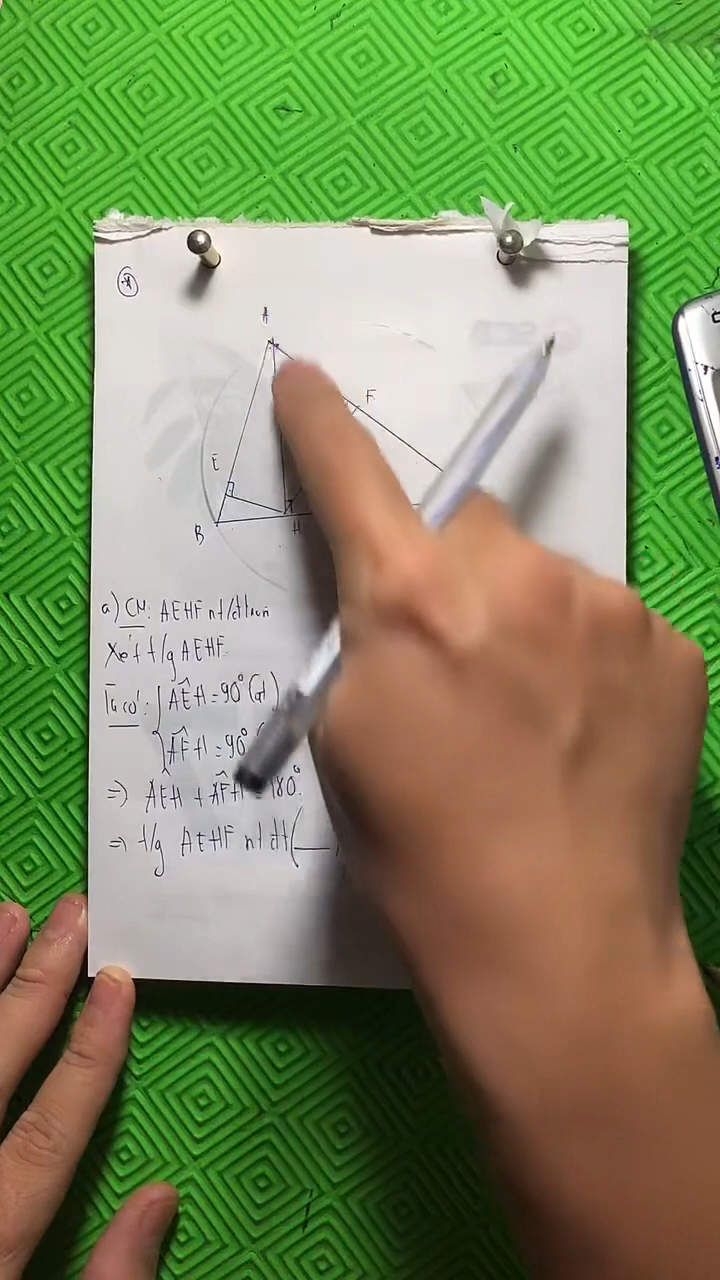 A
F
E
B
H
a) CM: AEHF nt/đtròn
Xét t/g AEHF
Ta có: AÊH = 90° (gt)
AF̂H = 90°
=> AÊH + AF̂H = 180°.
=> t/g AEHF nt đt(